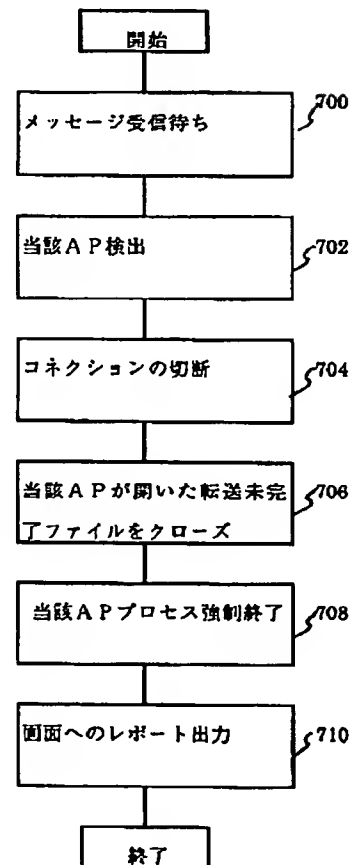 開始
メッセージ受信待ち
700
当該AP検出
702
コネクションの切断
704
当該APが開いた転送未完
了ファイルをクローズ
706
当該APプロセス強制終了
708
画面へのレポート出力
710
終了